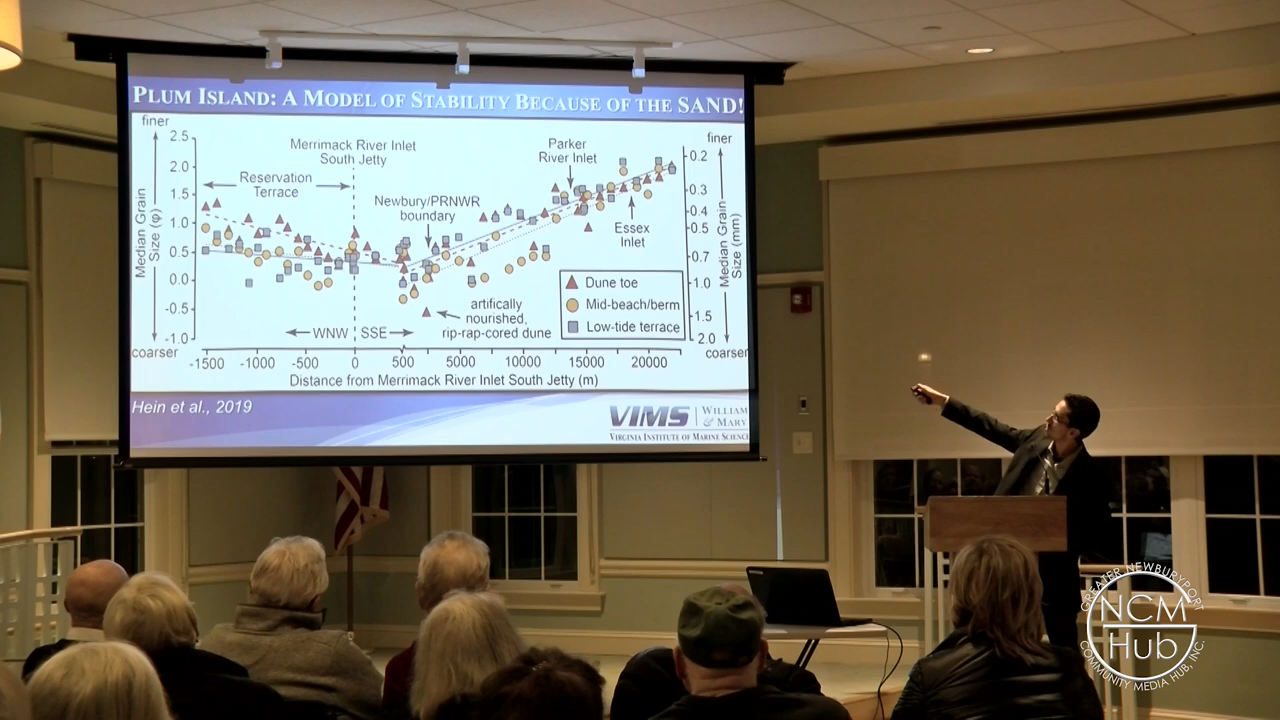 PLUM ISLAND: A MODEL OF STABILITY BECAUSE OF THE SAND!
finer
2.5
2.0
1.5
1.0
0.5
0.0
-0.5
-1.0
coarser
Median Grain
Size (φ)
Merrimack River Inlet
South Jetty
Reservation
Terrace
Newbury/PRNWR
boundary
Parker
River Inlet
Essex
Inlet
artifically
nourished,
rip-rap-cored dune
WNW
SSE
Dune toe
Mid-beach/berm
Low-tide terrace
finer
0.2
0.3
0.4
0.5
0.7
1.0
1.5
2.0
coarser
Median Grain
Size (mm)
-1500 -1000 -500 0 500 5000 10000 15000 20000
Distance from Merrimack River Inlet South Jetty (m)
Hein et al., 2019
VIMS
WILLIAM
& MARY
VIRGINIA INSTITUTE OF MARINE SCIENCE
GREATER NEWBURYPORT
NCM
Hub
COMMUNITY MEDIA HUB, INC.